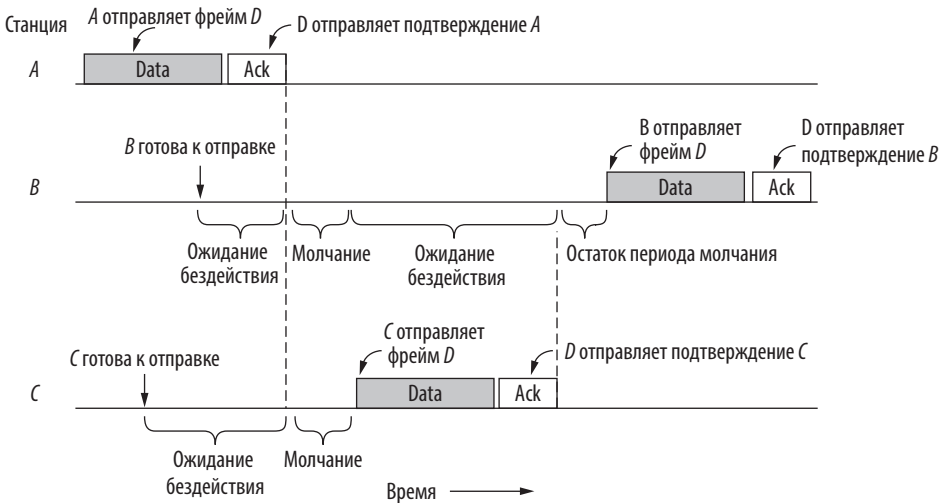 Станция
A отправляет фрейм D
D отправляет подтверждение A
A
Data
Ack
B готова к отправке
B отправляет
фрейм D
D отправляет
подтверждение B
B
Data
Ack
Ожидание
бездействия
Молчание
Ожидание
бездействия
Остаток периода молчания
C готова к отправке
C отправляет
фрейм D
D отправляет подтверждение C
C
Data
Ack
Ожидание
бездействия
Молчание
Время